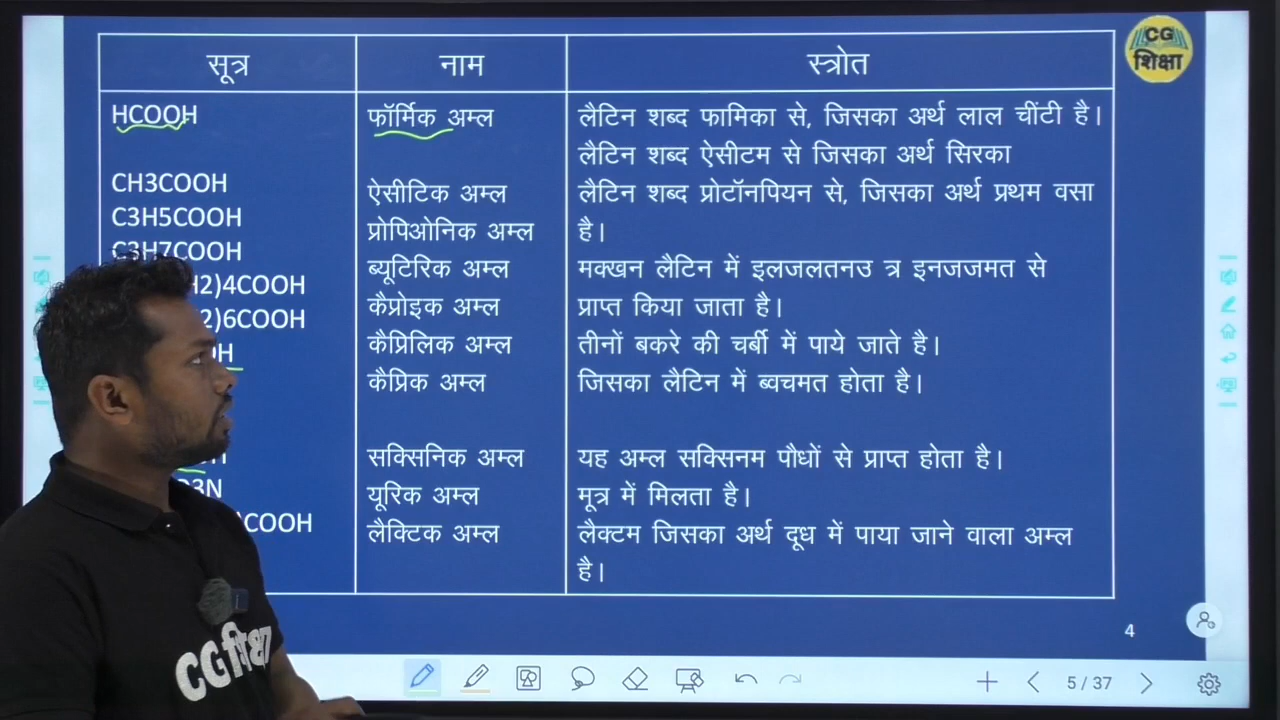 सूत्र
नाम
स्त्रोत
CG
शिक्षा
HCOOH
CH3COOH
C3H5COOH
C3H7COOH
H2)4COOH
2)6COOH
फॉर्मिक अम्ल
ऐसीटिक अम्ल
प्रोपिओनिक अम्ल
ब्यूटिरिक अम्ल
कैप्रोइक अम्ल
कैप्रिलिक अम्ल
कैप्रिक अम्ल
सक्सिनिक अम्ल
यूरिक अम्ल
लैक्टिक अम्ल
लैटिन शब्द फामिका से, जिसका अर्थ लाल चींटी है।
लैटिन शब्द ऐसीटम से जिसका अर्थ सिरका
लैटिन शब्द प्रोटॉनपियन से, जिसका अर्थ प्रथम वसा
है।
मक्खन लैटिन में इलजलतनउ त्र इनजजमत से
प्राप्त किया जाता है।
तीनों बकरे की चर्बी में पाये जाते है।
जिसका लैटिन में ब्वचमत होता है।
यह अम्ल सक्सिनम पौधों से प्राप्त होता है।
मूत्र में मिलता है।
लैक्टम जिसका अर्थ दूध में पाया जाने वाला अम्ल
है।
4
5 / 37
CGशिक्षा